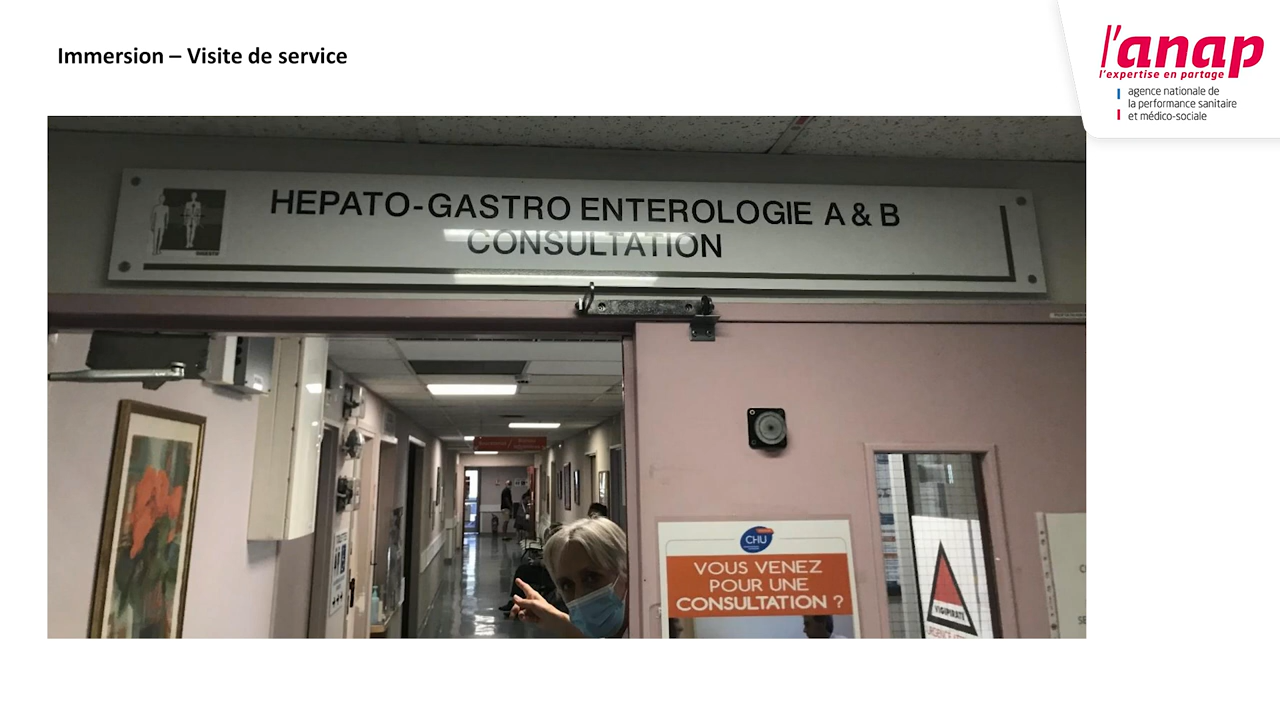 Immersion – Visite de service
l'anap
l'expertise en partage
agence nationale de
la performance sanitaire
et médico-sociale
HEPATO-GASTRO ENTEROLOGIE A & B
CONSULTATION
CHU
VOUS VENEZ
POUR UNE
CONSULTATION ?
VIGIPIRATE